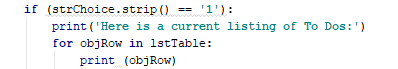 if (strChoice.strip() == '1'):
    print('Here is a current listing of To Dos:')
    for objRow in lstTable:
        print (objRow)